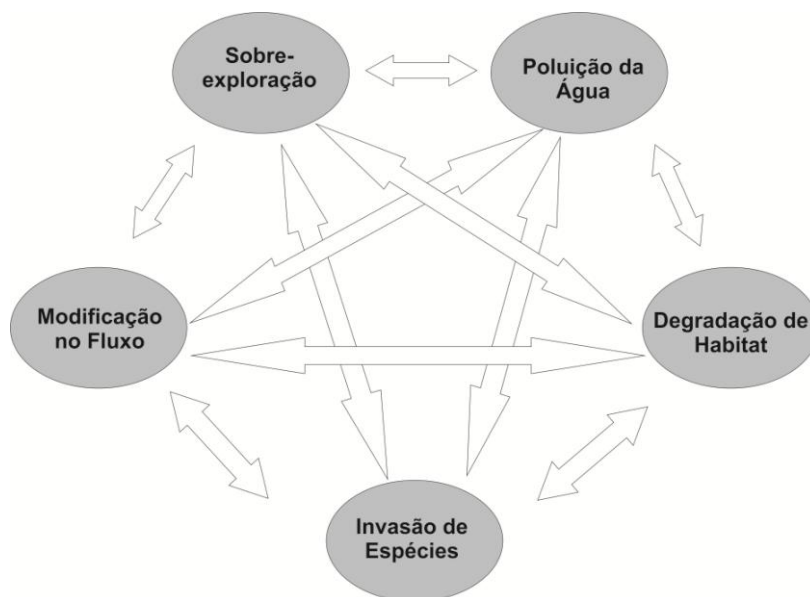 Sobre-
exploração
Poluição da
Água
Modificação
no Fluxo
Degradação de
Habitat
Invasão de
Espécies